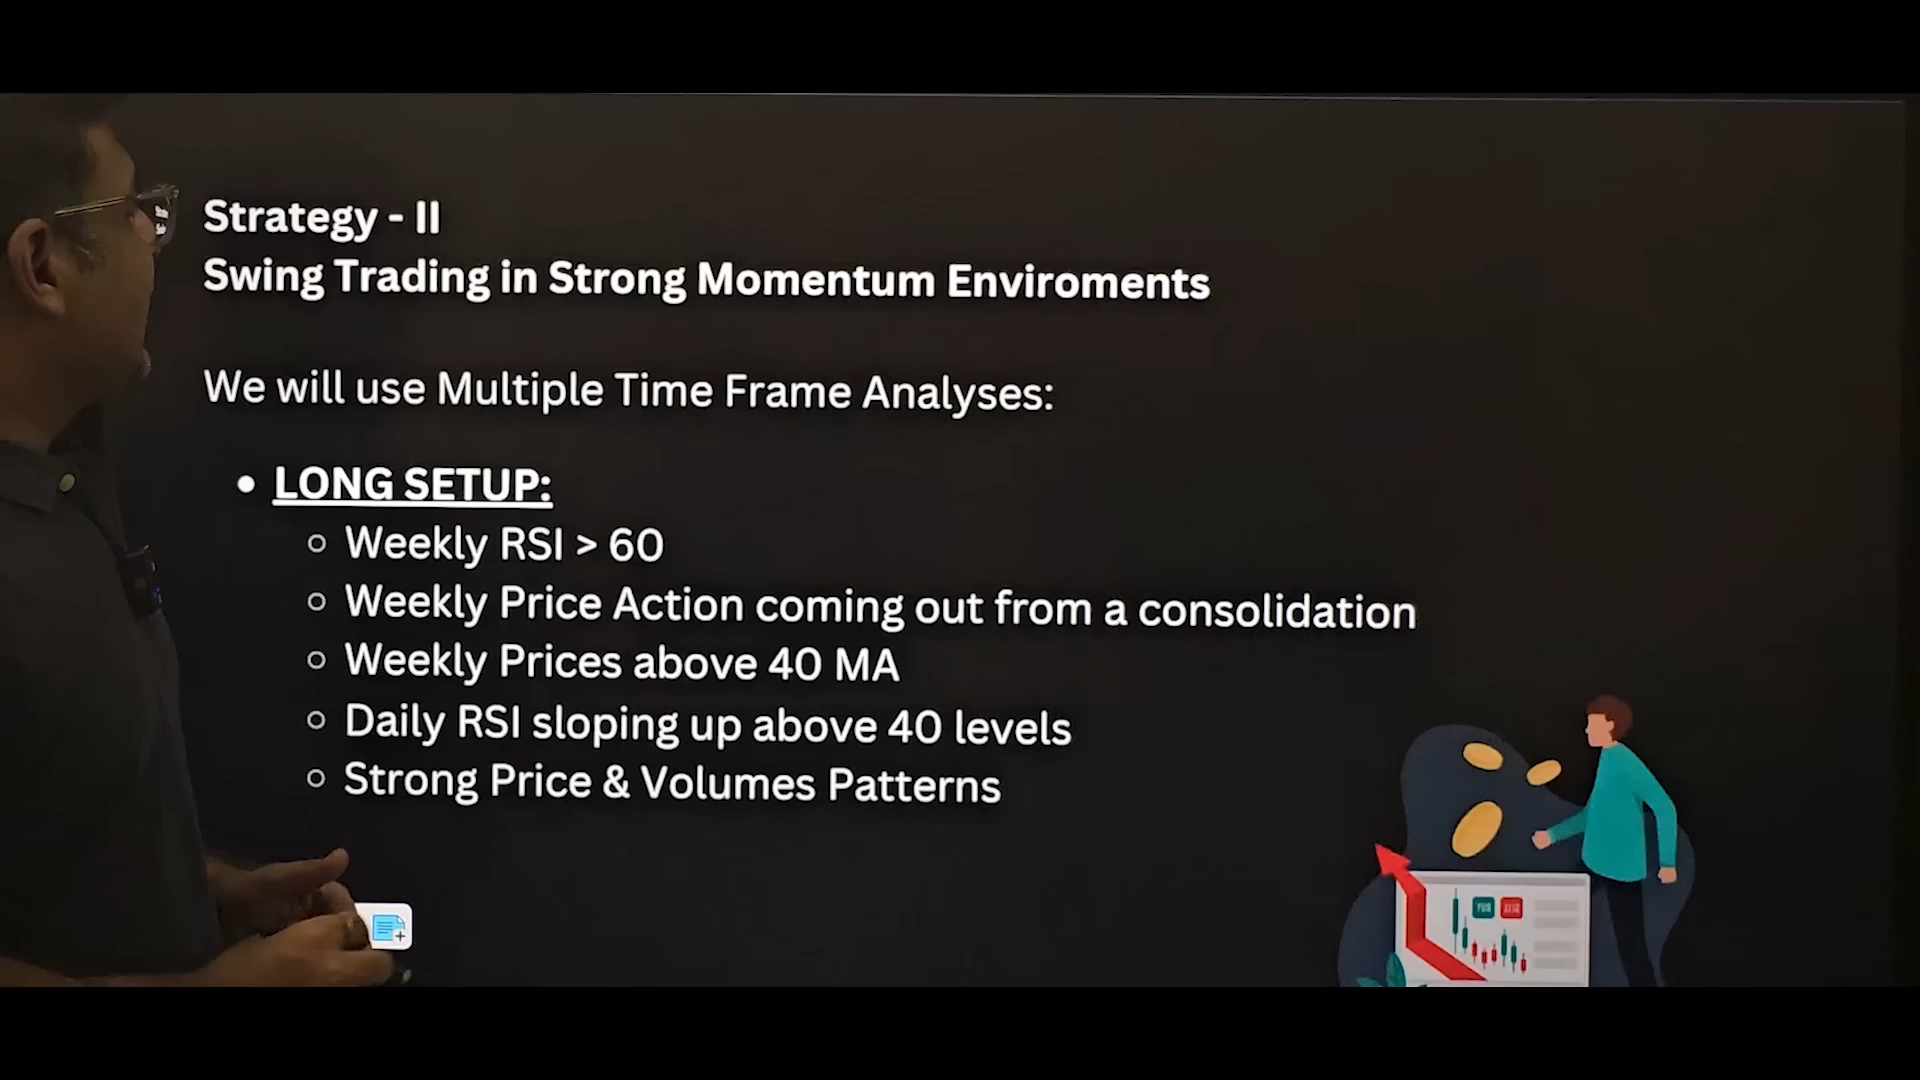 Strategy - II
Swing Trading in Strong Momentum Enviroments
We will use Multiple Time Frame Analyses:
• LONG SETUP:
○ Weekly RSI > 60
○ Weekly Price Action coming out from a consolidation
○ Weekly Prices above 40 MA
○ Daily RSI sloping up above 40 levels
○ Strong Price & Volumes Patterns